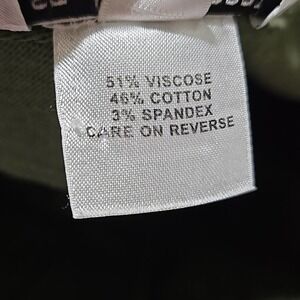 51% VISCOSE
46% COTTON
3% SPANDEX
CARE ON REVERSE